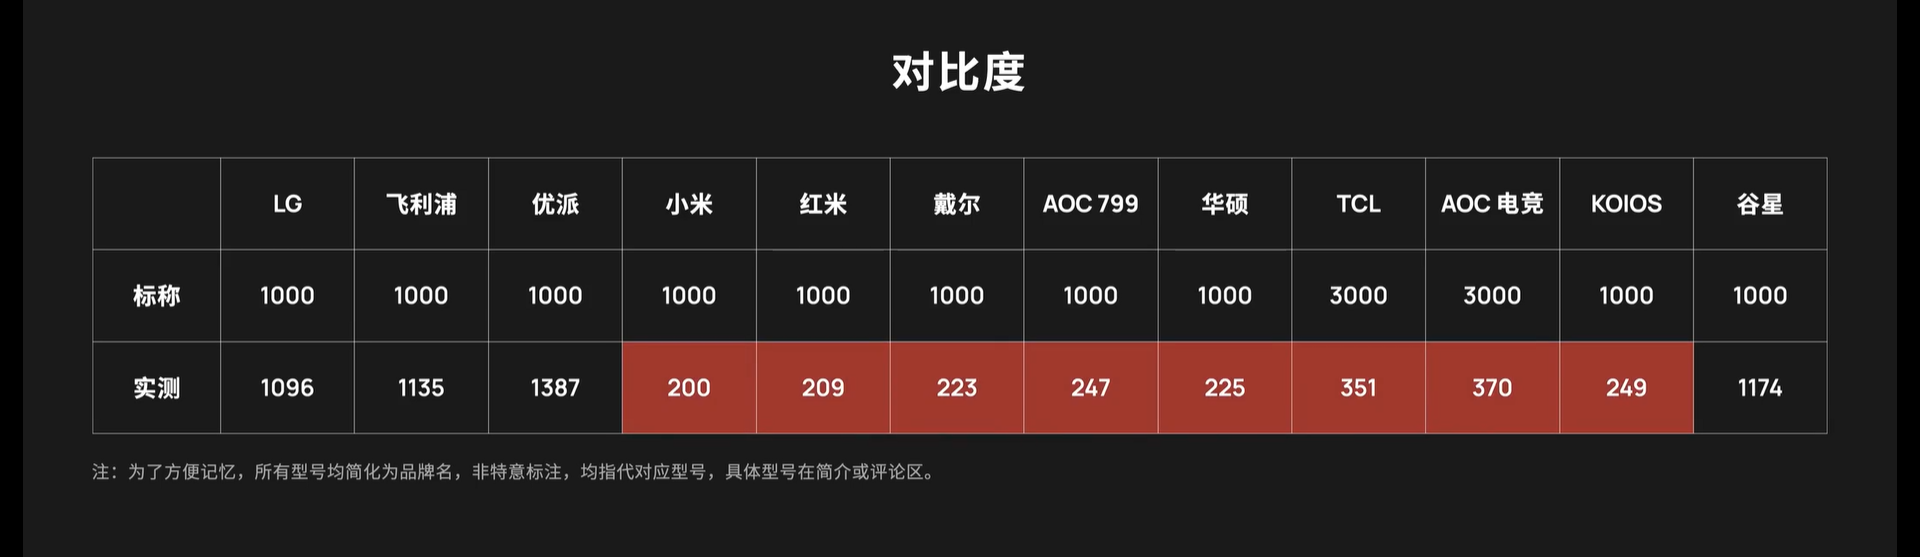 对比度
LG 飞利浦 优派 小米 红米 戴尔 AOC 799 华硕 TCL AOC 电竞 KOIOS 谷星
标称 1000 1000 1000 1000 1000 1000 1000 1000 3000 3000 1000 1000
实测 1096 1135 1387 200 209 223 247 225 351 370 249 1174
注：为了方便记忆，所有型号均简化为品牌名，非特意标注，均指代对应型号，具体型号在简介或评论区。